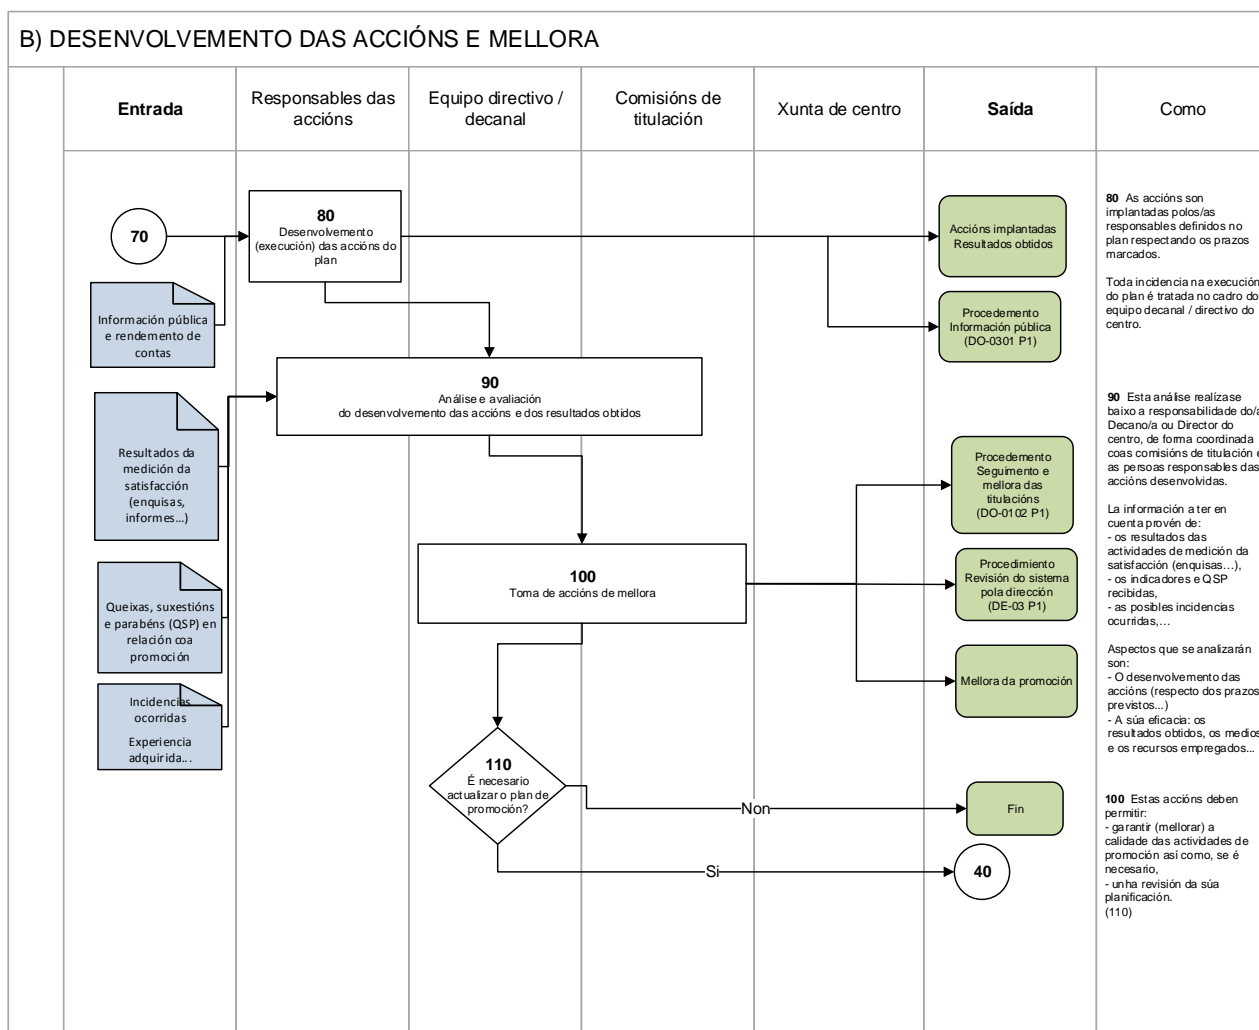 B) DESENVOLVEMENTO DAS ACCIÓNS E MELLORA
Entrada
Responsables das
accións
Equipo directivo /
decanal
Comisións de
titulación
Xunta de centro
Saída
Como
70
80
Desenvolvemento
(execución) das accións do
plan
Accións implantadas
Resultados obtidos
Información pública
e rendemento de
contas
Procedemento
Información pública
(DO-0301 P1)
90
Análise e avaliación
do desenvolvemento das accións e dos resultados obtidos
Resultados da
medición da
satisfacción
(enquisas,
informes...)
Procedemento
Seguimento e
mellora das
titulacións
(DO-0102 P1)
100
Toma de accións de mellora
Procedimiento
Revisión do sistema
pola dirección
(DE-03 P1)
Queixas, suxestións
e parabéns (QSP) en
relación coa
promoción
Mellora da promoción
Incidencias
ocorridas
Experiencia
adquirida...
110
É necesario
actualizar o plan de
promoción?
Non
Fin
Si
40
80 As accións son
implantadas polos/as
responsables definidos no
plan respectando os prazos
marcados.
Toda incidencia na execución
do plan é tratada no cadro do
equipo decanal / directivo do
centro.
90 Esta análise realízase
baixo a responsabilidade do/a
Decano/a ou Director do
centro, de forma coordinada
coas comisións de titulación e
as persoas responsables das
accións desenvolvidas.
La información a ter en
cuenta provén de:
- os resultados das
actividades de medición da
satisfacción (enquisas...),
- os indicadores e QSP
recibidas,
- as posibles incidencias
ocurridas,...
Aspectos que se analizarán
son:
- O desenvolvemento das
accións (respecto dos prazos
previstos...)
- A súa eficacia: os
resultados obtidos, os medios
e os recursos empregados...
100 Estas accións deben
permitir:
- garantir (mellorar) a
calidade das actividades de
promoción así como, se é
necesario,
- unha revisión da súa
planificación.
(110)